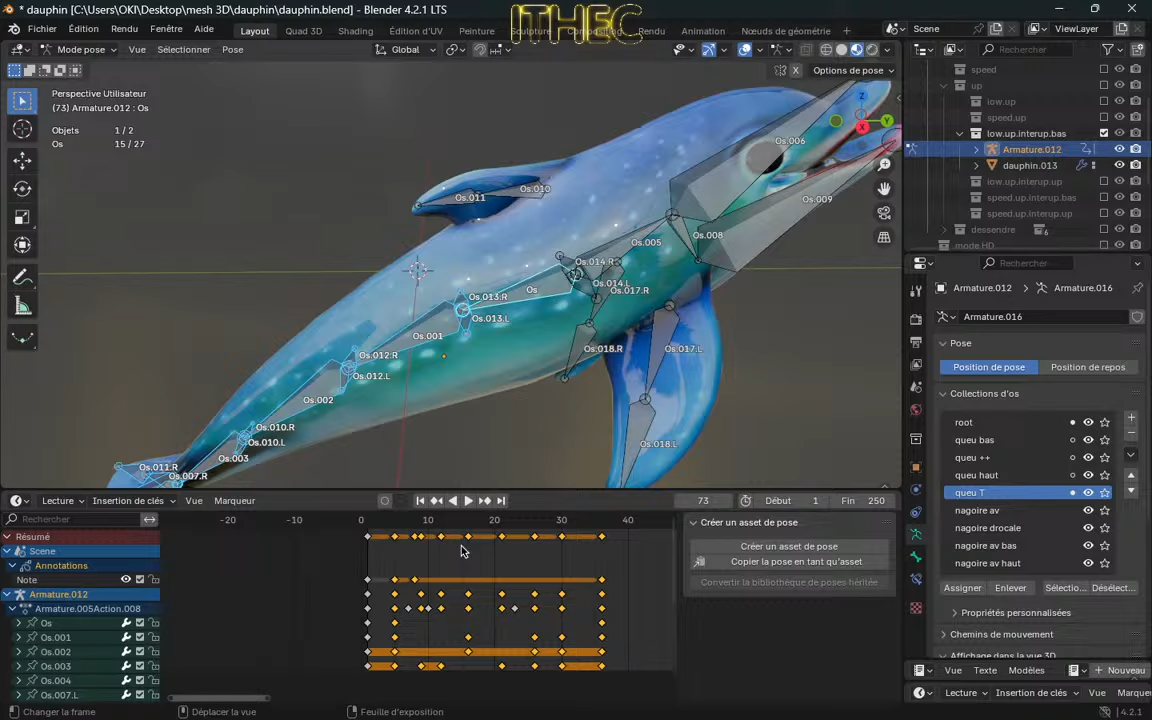 * dauphin [C:\Users\OKI\Desktop\mesh 3D\dauphin\dauphin.blend] - Blender 4.2.1 LTS
ITHEC
Fichier Édition Rendu Fenêtre Aide Layout Quad 3D Shading Édition d'UV Peinture Rendu Animation Nœuds de géométrie + Scene ViewLayer
Mode pose Vue Sélectionner Pose Global Rechercher
X Options de pose
Perspective Utilisateur
(73) Armature.012 : Os
Objets 1 / 2
Os 15 / 27
Z
Y
X
Os.006
Os.009
Os.010
Os.011
Os.005
Os.008
Os.014.R
Os.014.L
Os.017.R
Os
Os.013.R
Os.013.L
Os.001
Os.018.R
Os.017.L
Os.012.R
Os.012.L
Os.002
Os.010.R
Os.010.L
Os.018.L
Os.003
Os.011.R
Os.007.R
speed
up
low.up
speed.up
low.up.interup.bas
Armature.012
dauphin.013
low.up.interup.up
speed.up.interup.bas
speed.up.interup.up
dessendre 6
mode HD
Rechercher
Armature.012 Armature.016
Armature.016
Pose
Position de pose Position de repos
Collections d'os
root
queu bas
queu ++
queu haut
queu T
nagoire av
nagoire drocale
nagoire av bas
nagoire av haut
Assigner Enlever Sélectio... Désélect...
Propriétés personnalisées
Chemins de mouvement
Affichage dans la vue 3D
Vue Texte Modèles + Nouveau
Lecture Insertion de clés Vue Marque
Lecture Insertion de clés Vue Marqueur 73 Début 1 Fin 250
Rechercher
-20 -10 0 10 20 30 40
Résumé
Scene
Annotations
Note
Armature.012
Armature.005Action.008
Os
Os.001
Os.002
Os.003
Os.004
Os.007.L
Créer un asset de pose
Créer un asset de pose
Copier la pose en tant qu'asset
Convertir la bibliothèque de poses héritée
Changer la frame Déplacer la vue Feuille d'exposition 4.2.1